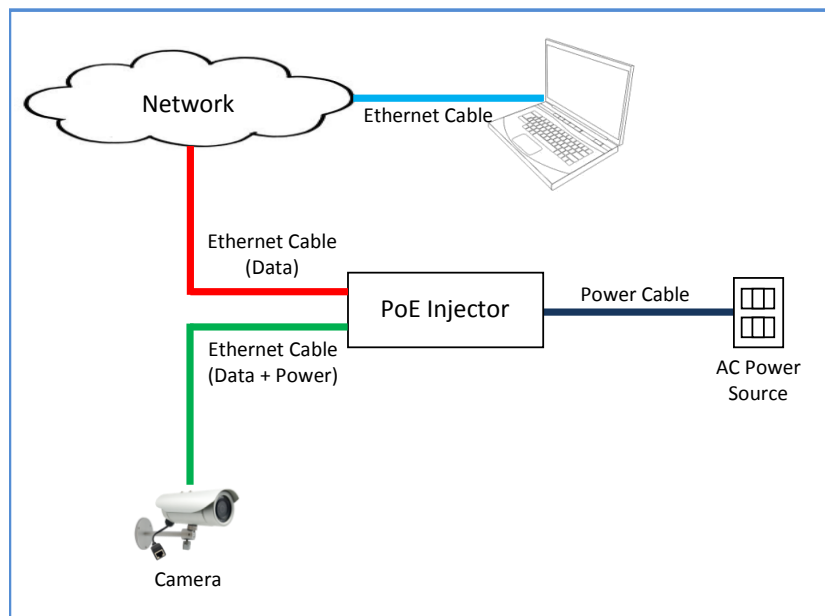 Network
Ethernet Cable
Ethernet Cable
(Data)
PoE Injector
Power Cable
Ethernet Cable
(Data + Power)
AC Power
Source
Camera